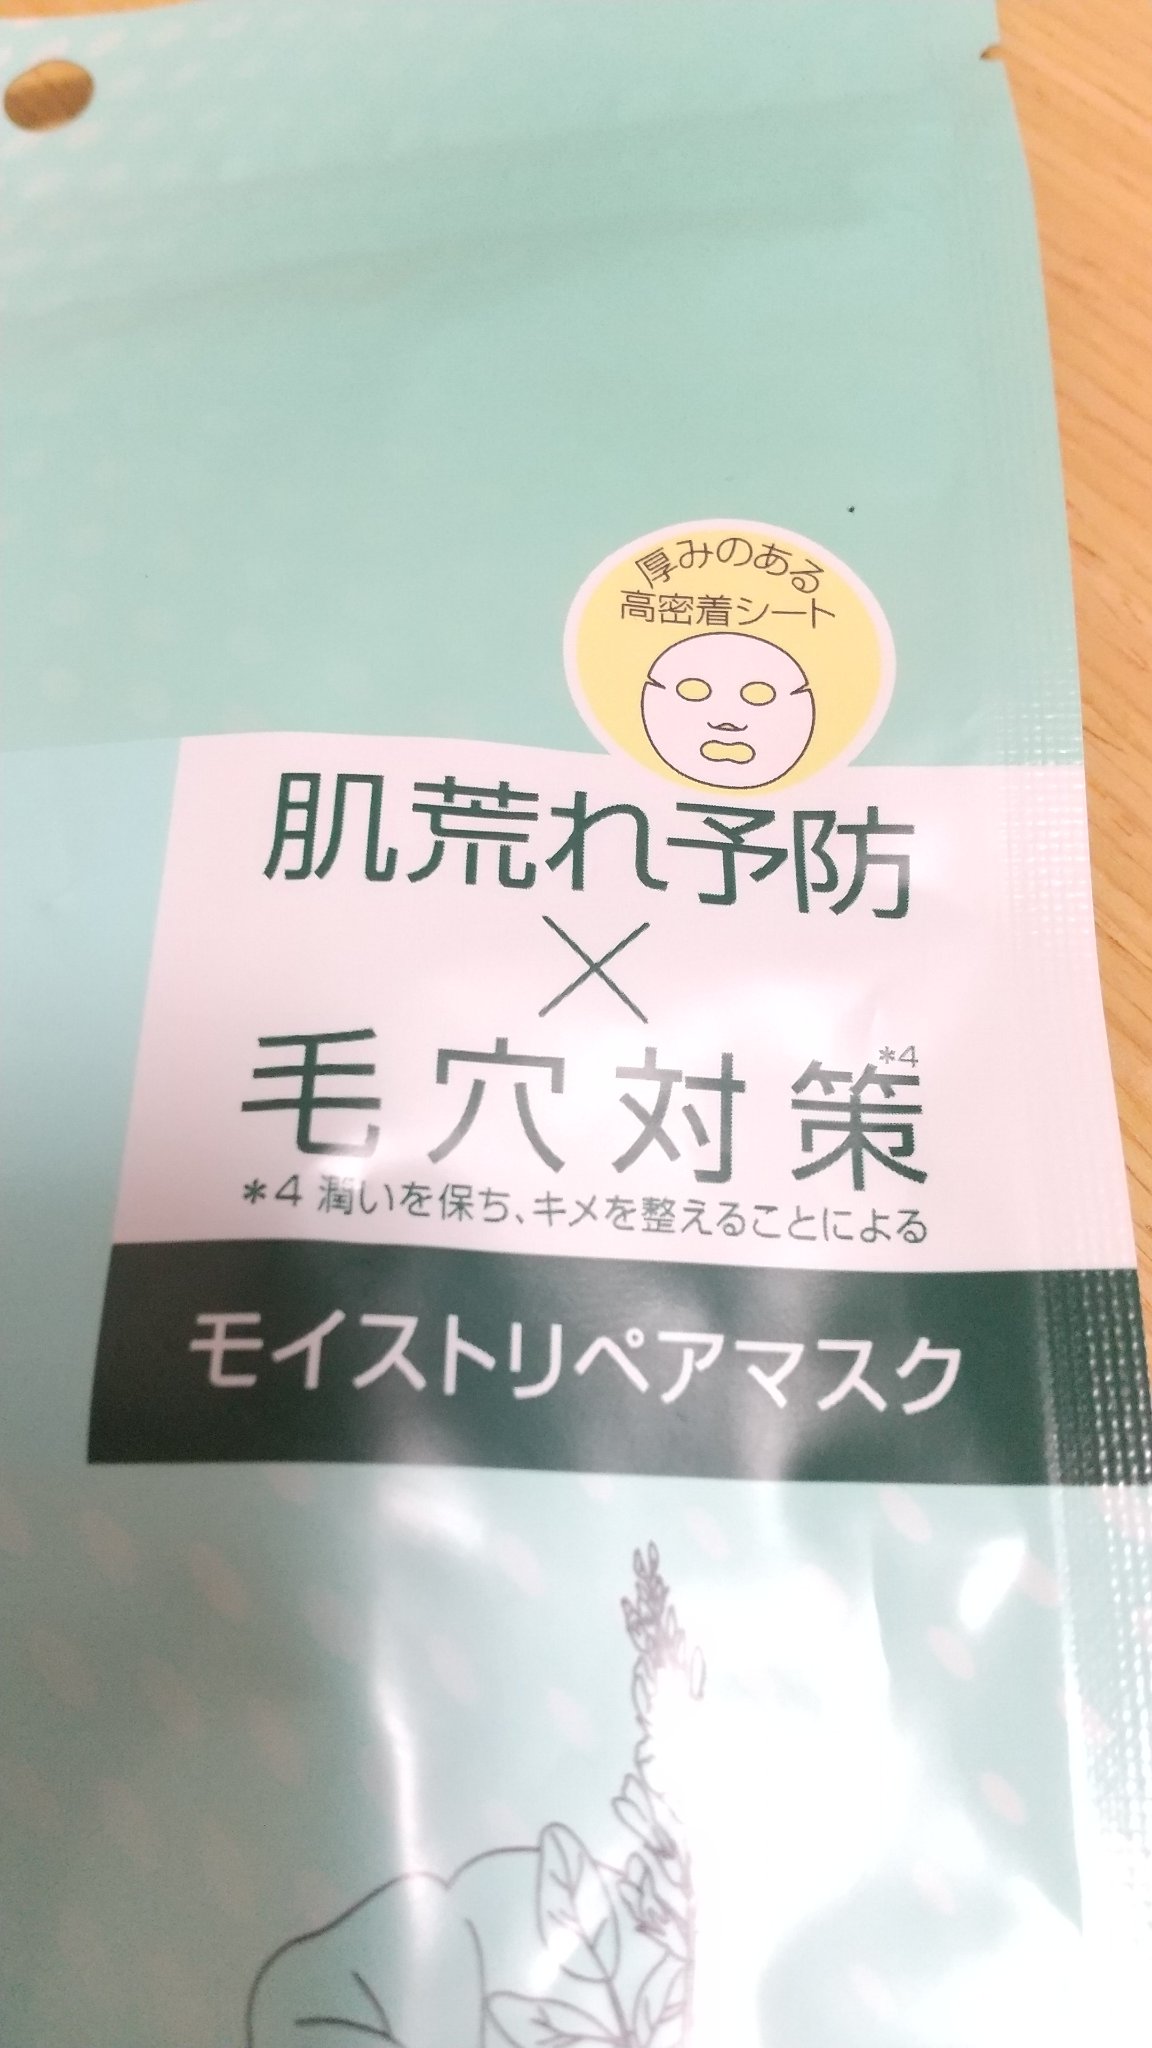 厚みのある
高密着シート
肌荒れ予防
×
毛穴対策*4
*4 潤いを保ち、キメを整えることによる
モイストリペアマスク